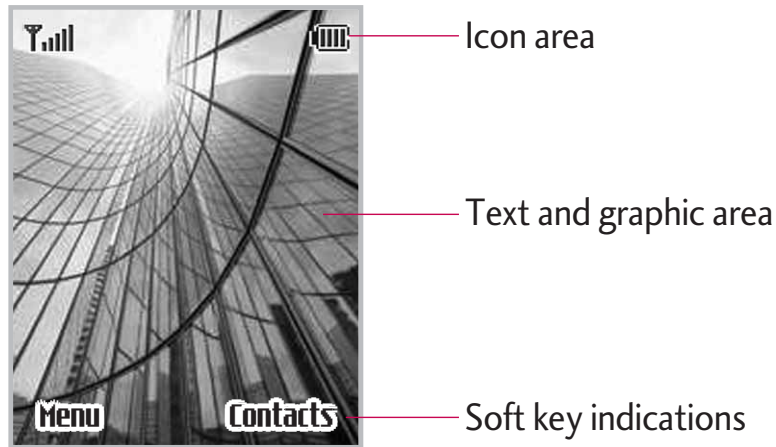 Icon area
Text and graphic area
Menu Contacts
Soft key indications